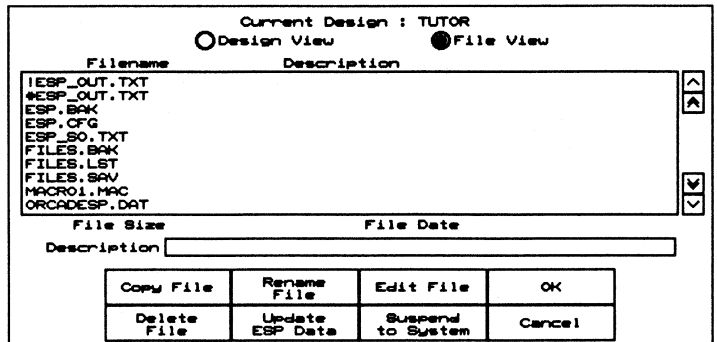 Current Design : TUTOR
Design View File View
Filename Description
!ESP_OUT.TXT
#ESP_OUT.TXT
ESP.BAK
ESP.CFG
ESP_SO.TXT
FILES.BAK
FILES.LST
FILES.SAV
MACRO1.MAC
ORCADESP.DAT
File Size File Date
Description
Copy File Rename File Edit File OK
Delete File Update ESP Data Suspend to System Cancel